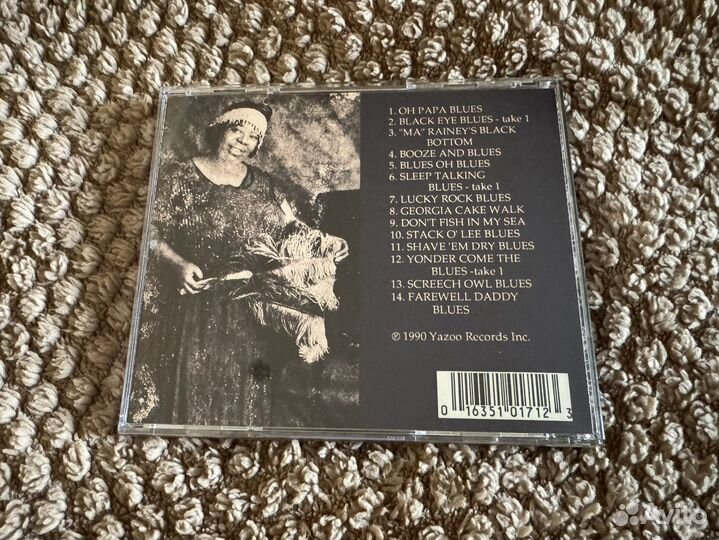 1. OH PAPA BLUES
2. BLACK EYE BLUES - take 1
3. "MA" RAINEY'S BLACK
BOTTOM
4. BOOZE AND BLUES
5. BLUES OH BLUES
6. SLEEP TALKING
BLUES - take 1
7. LUCKY ROCK BLUES
8. GEORGIA CAKE WALK
9. DON'T FISH IN MY SEA
10. STACK O' LEE BLUES
11. SHAVE 'EM DRY BLUES
12. YONDER COME THE
BLUES -take 1
13. SCREECH OWL BLUES
14. FAREWELL DADDY
BLUES
℗ 1990 Yazoo Records Inc.
0 16351 01712 3
Avito